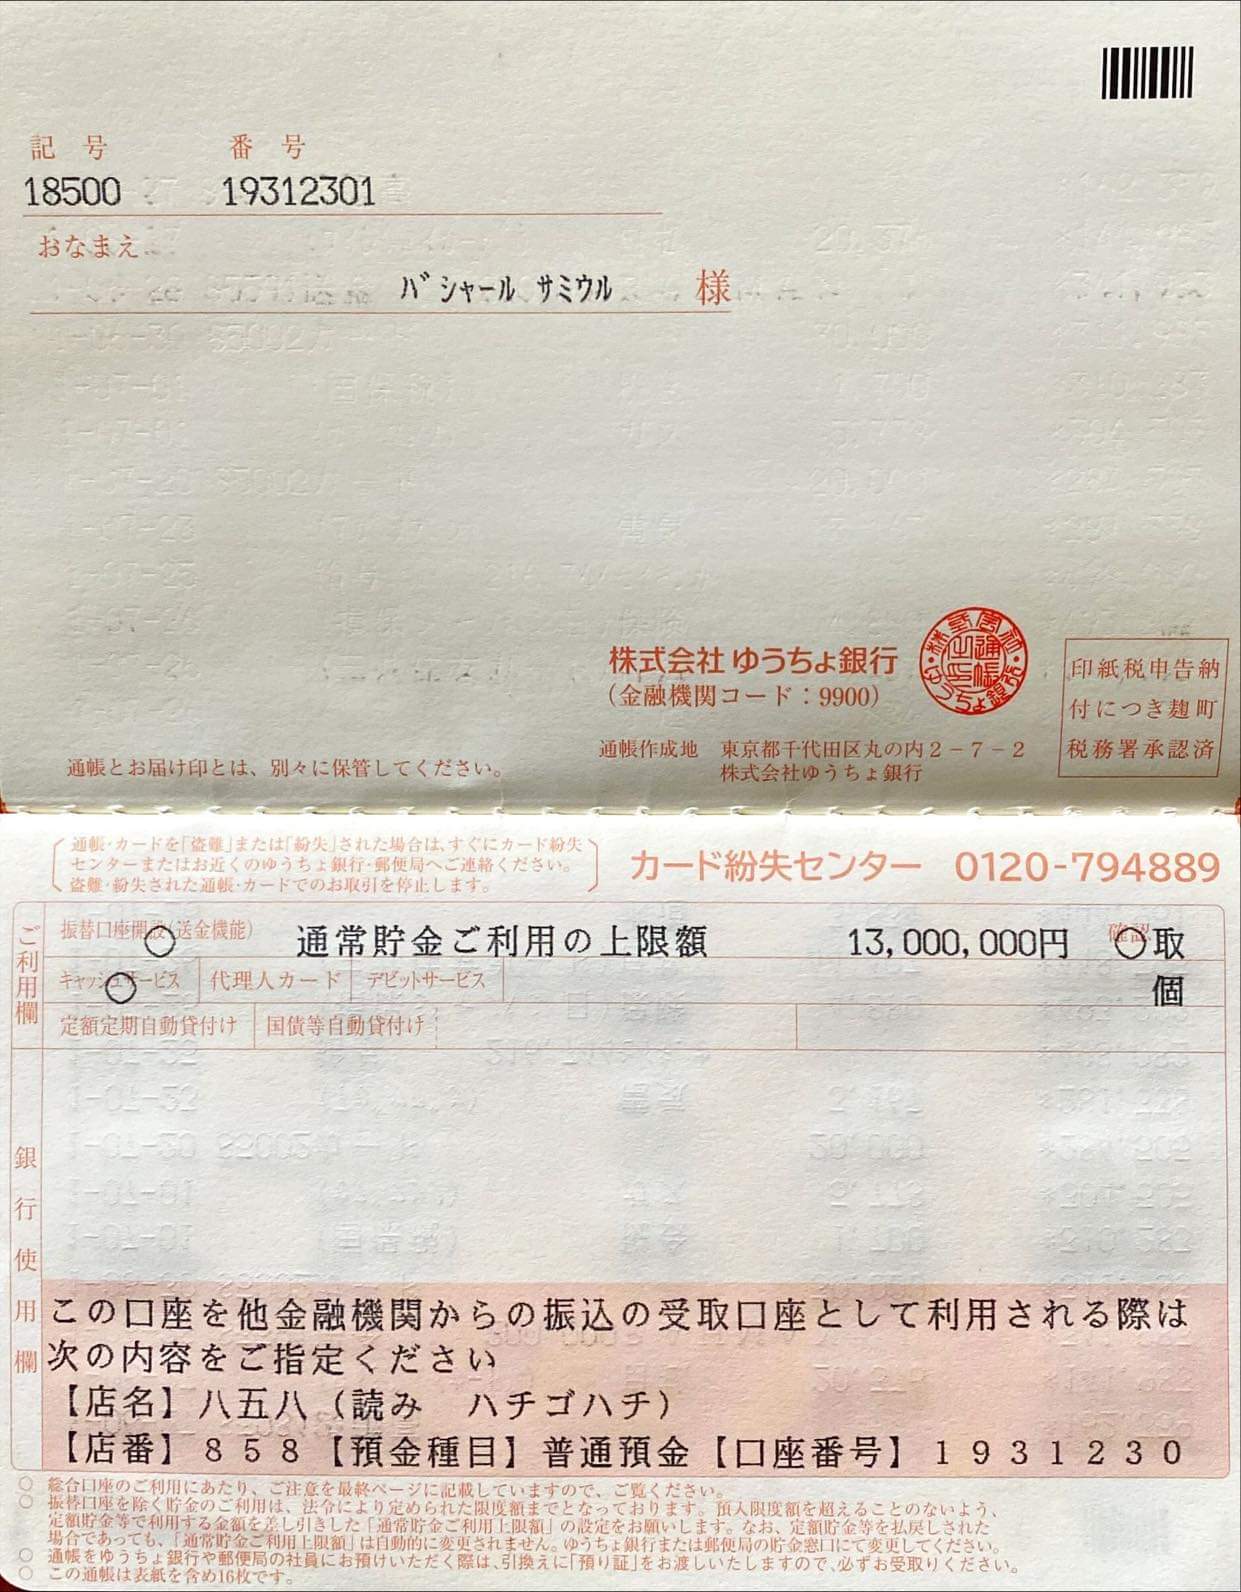 記号 番号
18500 19312301
おなまえ
バシャール サミウル 様
株式会社 ゆうちょ銀行
（金融機関コード：9900）
印紙税申告納
付につき麹町
税務署承認済
通帳作成地 東京都千代田区丸の内２－７－２
株式会社ゆうちょ銀行
通帳とお届け印とは、別々に保管してください。
通帳・カードを「盗難」または「紛失」された場合は、すぐにカード紛失
センターまたはお近くのゆうちょ銀行・郵便局へご連絡ください。
盗難・紛失された通帳・カードでのお取引を停止します。
カード紛失センター 0120-794889
ご利用欄
振替口座開設（送金機能） 通常貯金ご利用の上限額 13,000,000円 確認 取
キャッシュサービス 代理人カード デビットサービス 個
定額定期自動貸付け 国債等自動貸付け
銀行使用欄
この口座を他金融機関からの振込の受取口座として利用される際は
次の内容をご指定ください
【店名】八五八（読み ハチゴハチ）
【店番】８５８【預金種目】普通預金【口座番号】１９３１２３０
○ 総合口座のご利用にあたり、ご注意を最終ページに記載していますので、ご覧ください。
○ 振替口座を除く貯金のご利用は、法令により定められた限度額までとなっております。預入限度額を超えることのないよう、
定額貯金等で利用する金額を差し引きした「通常貯金ご利用上限額」の設定をお願いします。なお、定額貯金等を払戻しされた
場合であっても、「通常貯金ご利用上限額」は自動的に変更されません。ゆうちょ銀行または郵便局の貯金窓口にて変更してください。
○ 通帳をゆうちょ銀行や郵便局の社員にお預けいただく際は、引換えに「預り証」をお渡しいたしますので、必ずお受取りください。
○ この通帳は表紙を含め16枚です。